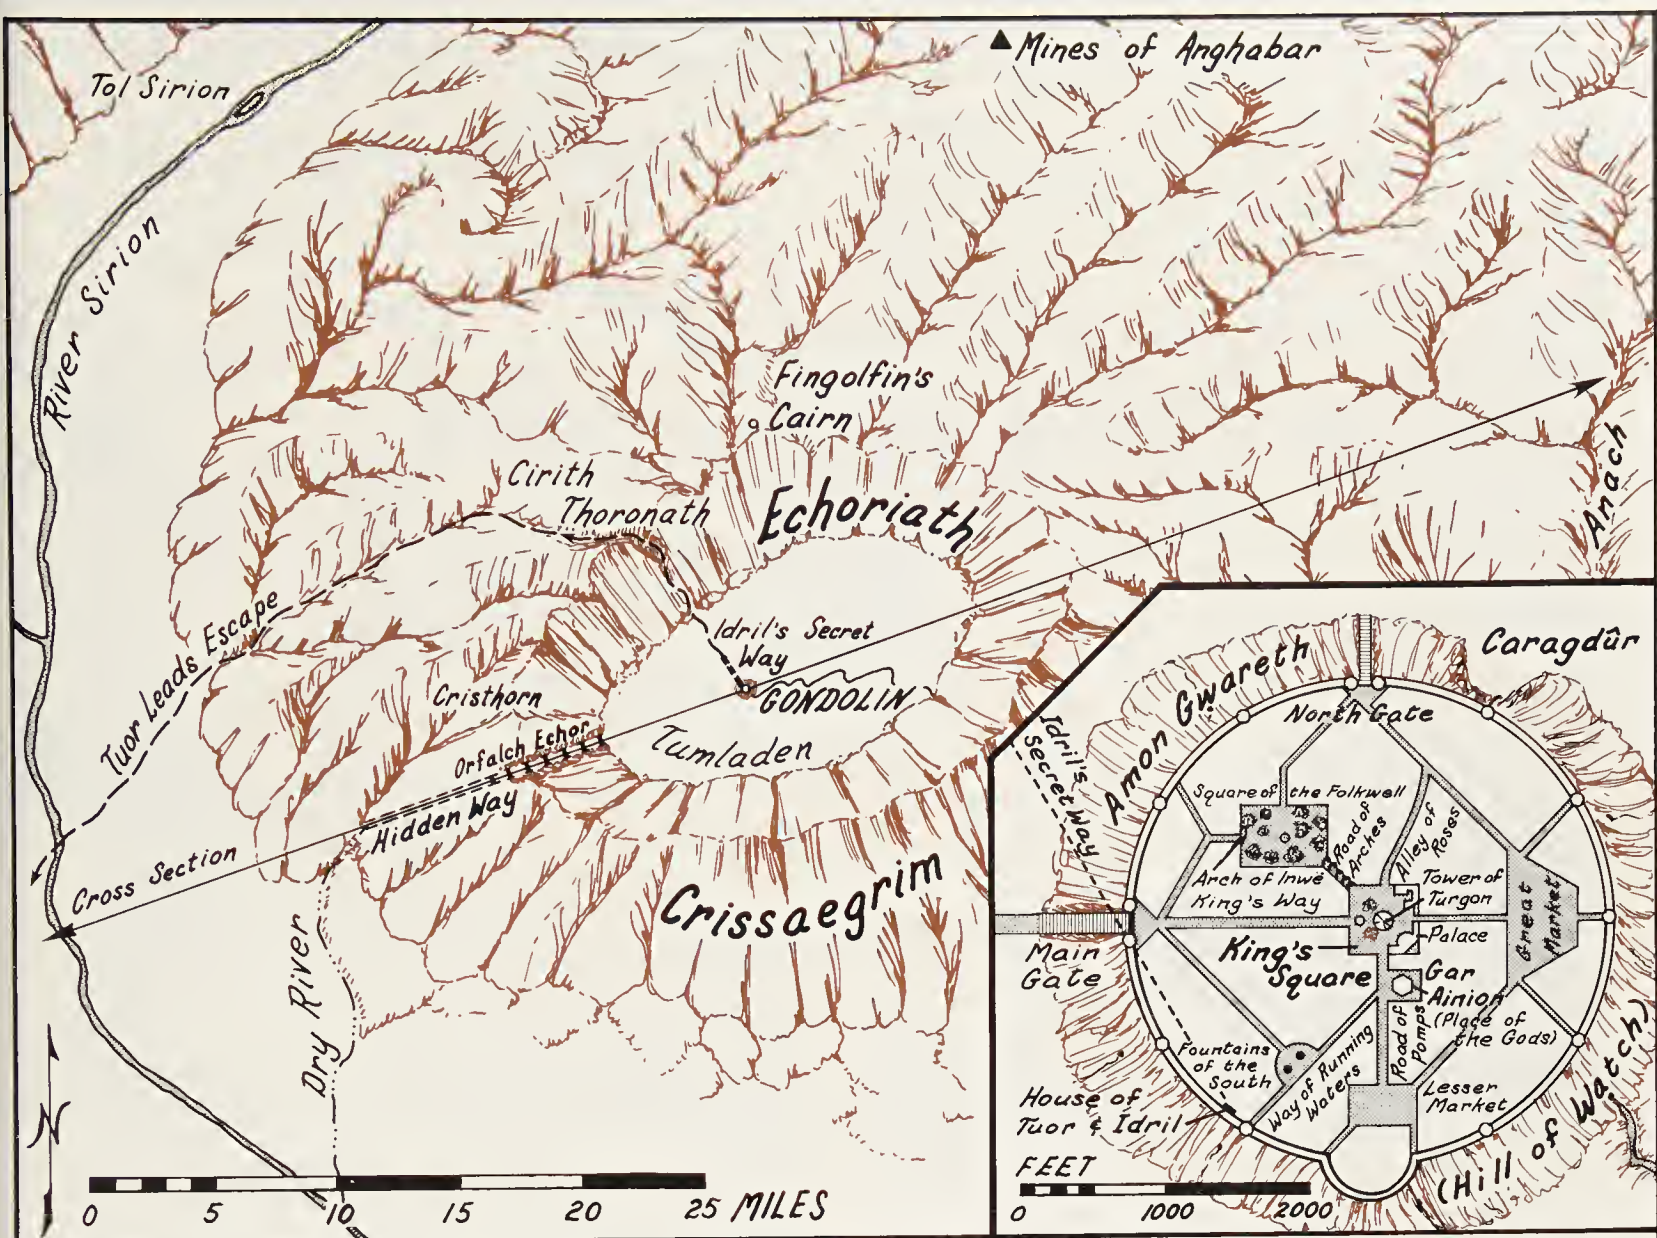 Mines of Anghabar
Tol Sirion
River Sirion
Fingolfin's
Cairn
Cirith
Thoronath
Echoriath
Anach
Tuor Leads Escape
Idril's Secret
Way
GONDOLIN
Cristhorn
Orfalch Echor
Tumladen
Hidden Way
Cross Section
Crissaegrim
Dry River
N
0 5 10 15 20 25 MILES
Caragdûr
Amon Gwareth
North Gate
Idril's
Secret Way
Square of the Folkwell
Road of
Arches
Alley of
Roses
Arch of Inwë
King's Way
Tower of
Turgon
Great
Market
Palace
Main
Gate
King's
Square
Gar
Ainion
(Place of
the Gods)
Road of
Pomps
Fountains
of the
South
Way of Running
Waters
Lesser
Market
House of
Tuor & Idril
(Hill of Watch)
FEET
0 1000 2000